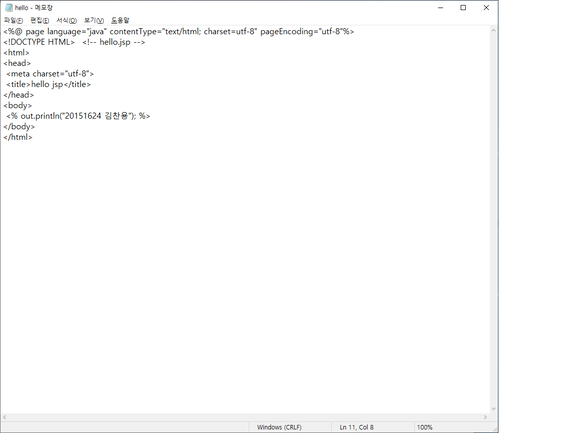 hello - 메모장
파일(F) 편집(E) 서식(O) 보기(V) 도움말
<%@ page language="java" contentType="text/html; charset=utf-8" pageEncoding="utf-8"%>
<!DOCTYPE HTML> <!-- hello.jsp -->
<html>
<head>
<meta charset="utf-8">
<title>hello jsp</title>
</head>
<body>
<% out.println("20151624 김찬용"); %>
</body>
</html>
Windows (CRLF) Ln 11, Col 8 100%